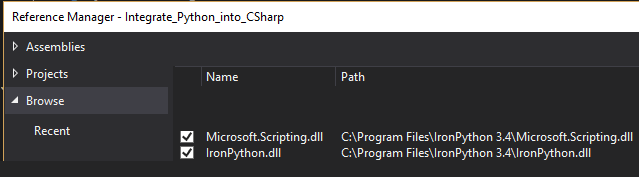 Reference Manager - Integrate_Python_into_CSharp
Assemblies
Projects
Browse
Recent
Name Path
Microsoft.Scripting.dll C:\Program Files\IronPython 3.4\Microsoft.Scripting.dll
IronPython.dll C:\Program Files\IronPython 3.4\IronPython.dll